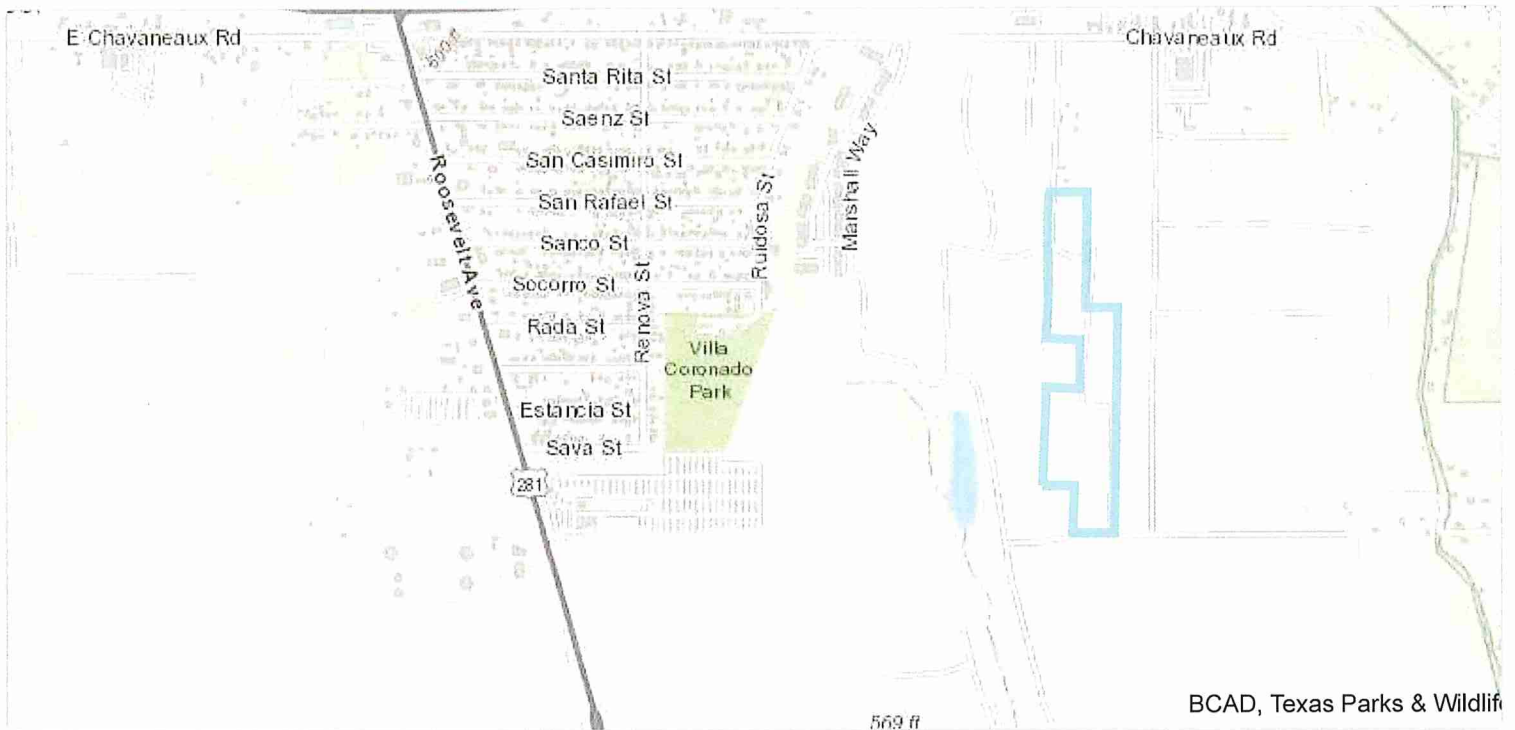 E Chavaneaux Rd
Chavaneaux Rd
Santa Rita St
Saenz St
San Casimiro St
San Rafael St
Sanco St
Socorro St
Rada St
Estancia St
Sava St
Roosevelt Ave
Renova St
Ruidosa St
Marshall Way
Villa
Coronado
Park
281
569 ft
BCAD, Texas Parks & Wildlife